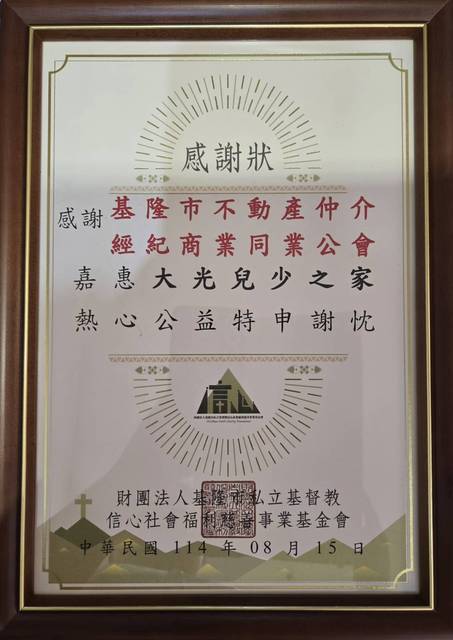 感謝狀
感謝 基隆市不動產仲介
經紀商業同業公會
嘉惠大光兒少之家
熱心公益特申謝忱
信心
財團法人基隆市私立基督教
信心社會福利慈善事業基金會
中華民國 114 年 08 月 15 日